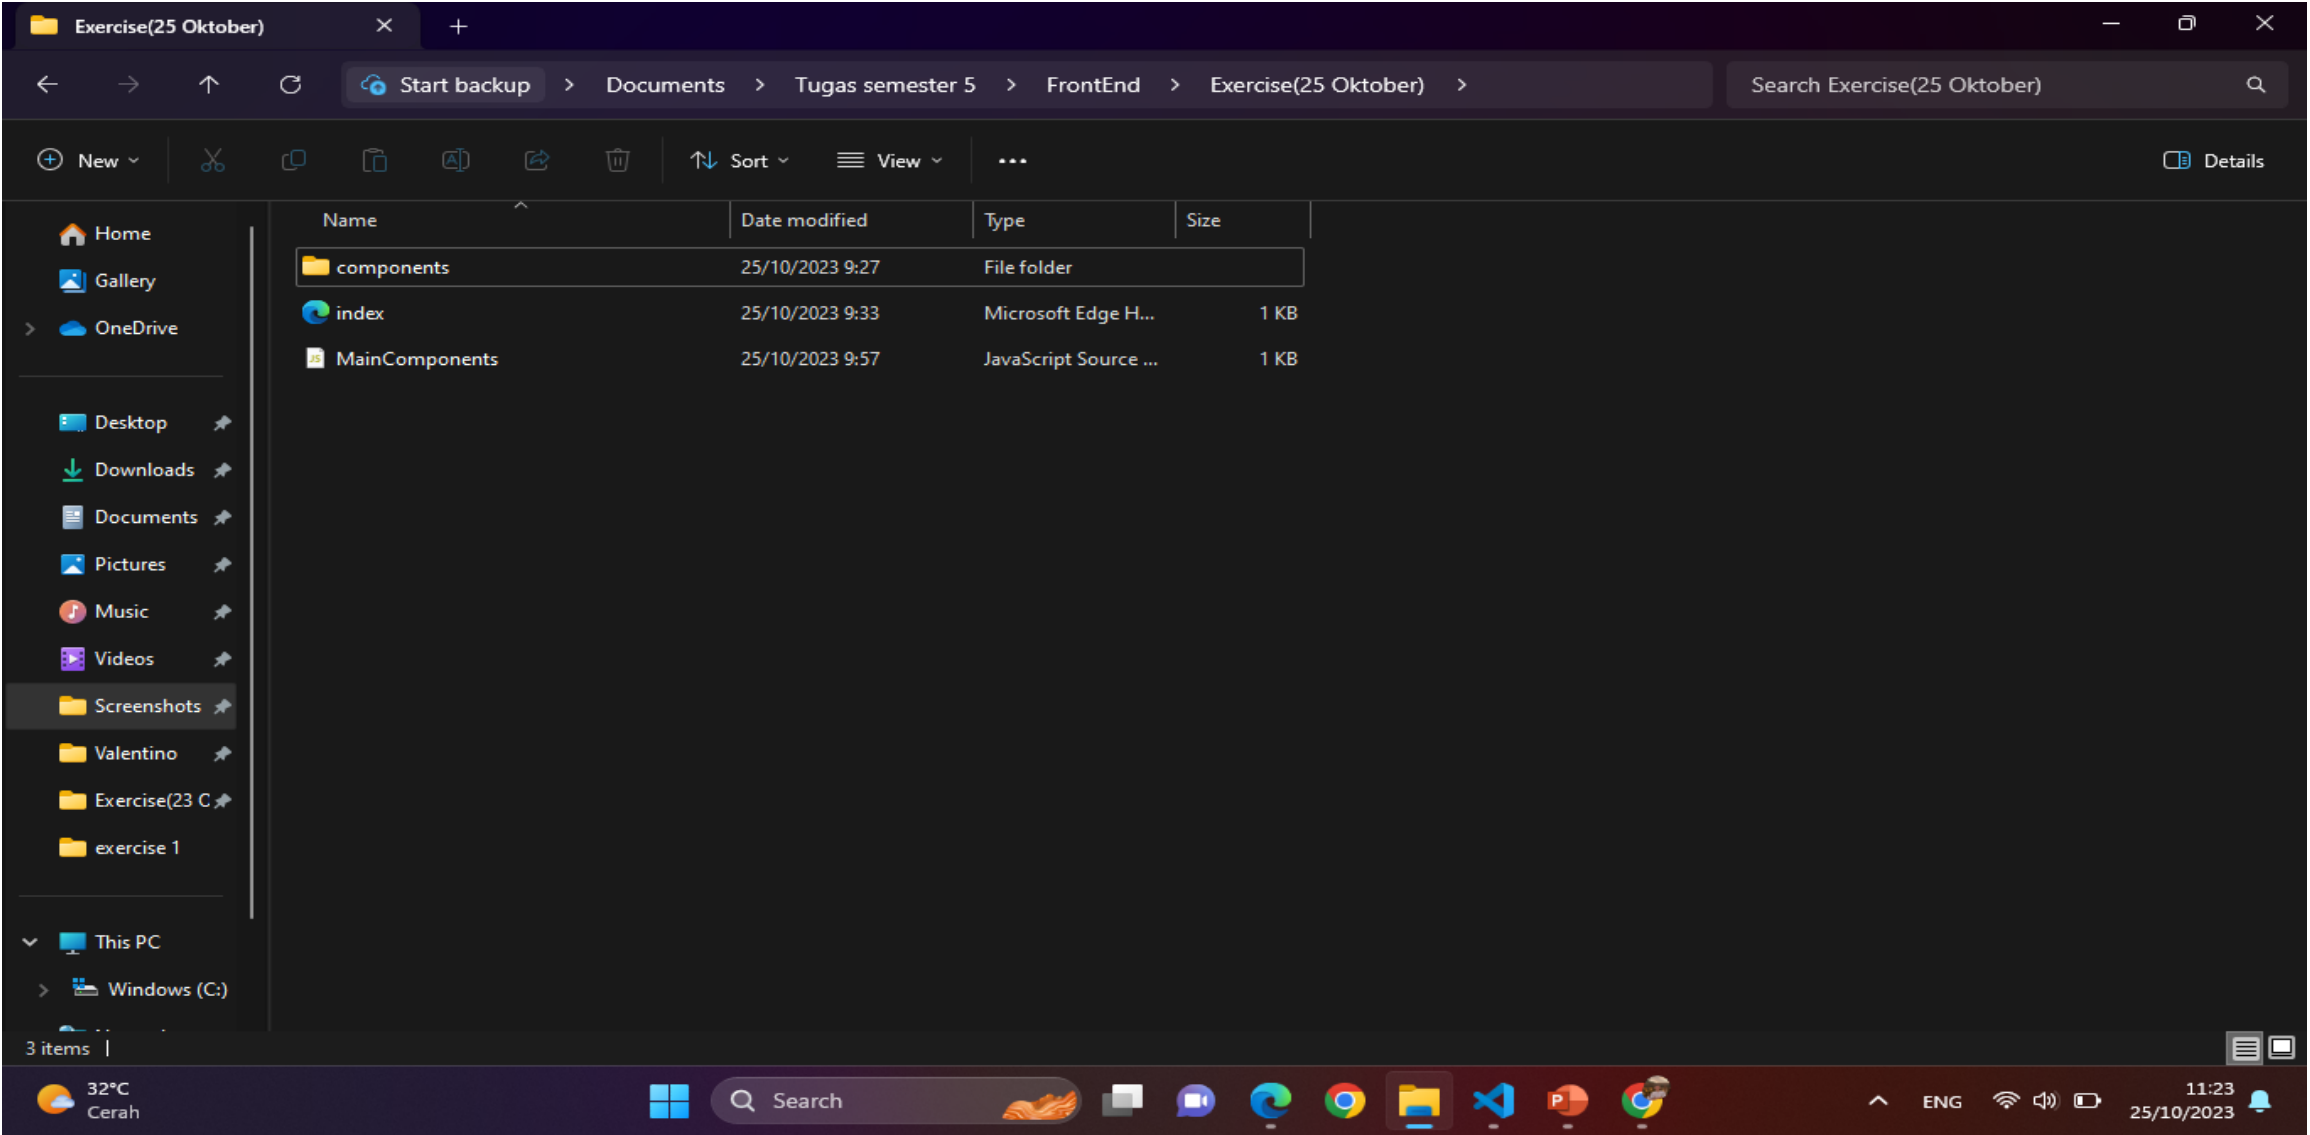 Exercise(25 Oktober)
Start backup > Documents > Tugas semester 5 > FrontEnd > Exercise(25 Oktober) >
Search Exercise(25 Oktober)
New
Sort
View
Details
Name Date modified Type Size
components 25/10/2023 9:27 File folder
index 25/10/2023 9:33 Microsoft Edge H... 1 KB
MainComponents 25/10/2023 9:57 JavaScript Source ... 1 KB
Home
Gallery
OneDrive
Desktop
Downloads
Documents
Pictures
Music
Videos
Screenshots
Valentino
Exercise(23 O
exercise 1
This PC
Windows (C:)
3 items
32°C
Cerah
Search
ENG
11:23
25/10/2023